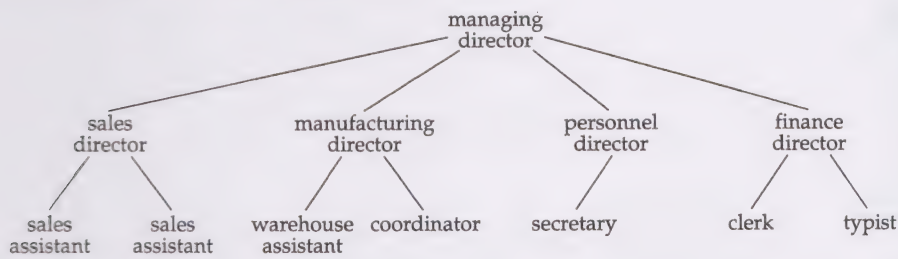 managing
director
sales
director
manufacturing
director
personnel
director
finance
director
sales
assistant
sales
assistant
warehouse
assistant
coordinator
secretary
clerk
typist